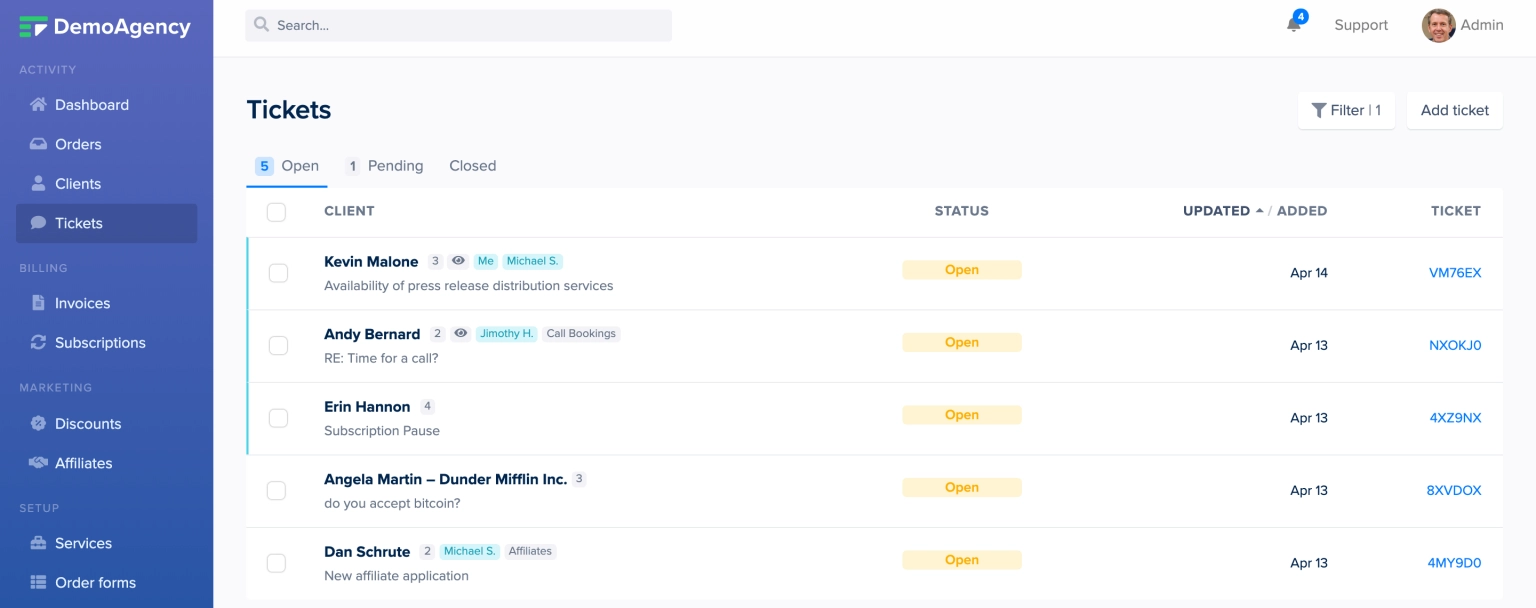 DemoAgency
Search...
4
Support
Admin
ACTIVITY
Dashboard
Orders
Clients
Tickets
BILLING
Invoices
Subscriptions
MARKETING
Discounts
Affiliates
SETUP
Services
Order forms
Tickets
Filter | 1
Add ticket
5 Open 1 Pending Closed
CLIENT STATUS UPDATED / ADDED TICKET
Kevin Malone 3 Me Michael S.
Availability of press release distribution services
Open Apr 14 VM76EX
Andy Bernard 2 Jimothy H. Call Bookings
RE: Time for a call?
Open Apr 13 NXOKJ0
Erin Hannon 4
Subscription Pause
Open Apr 13 4XZ9NX
Angela Martin – Dunder Mifflin Inc. 3
do you accept bitcoin?
Open Apr 13 8XVDOX
Dan Schrute 2 Michael S. Affiliates
New affiliate application
Open Apr 13 4MY9D0